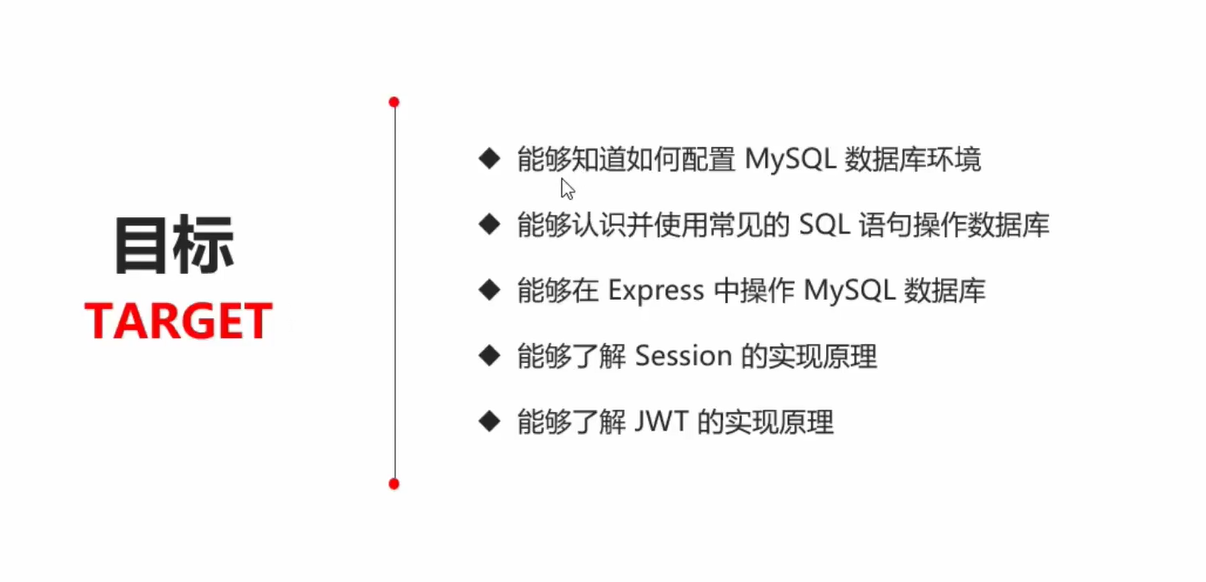 目标
TARGET
◆ 能够知道如何配置 MySQL 数据库环境
◆ 能够认识并使用常见的 SQL 语句操作数据库
◆ 能够在 Express 中操作 MySQL 数据库
◆ 能够了解 Session 的实现原理
◆ 能够了解 JWT 的实现原理